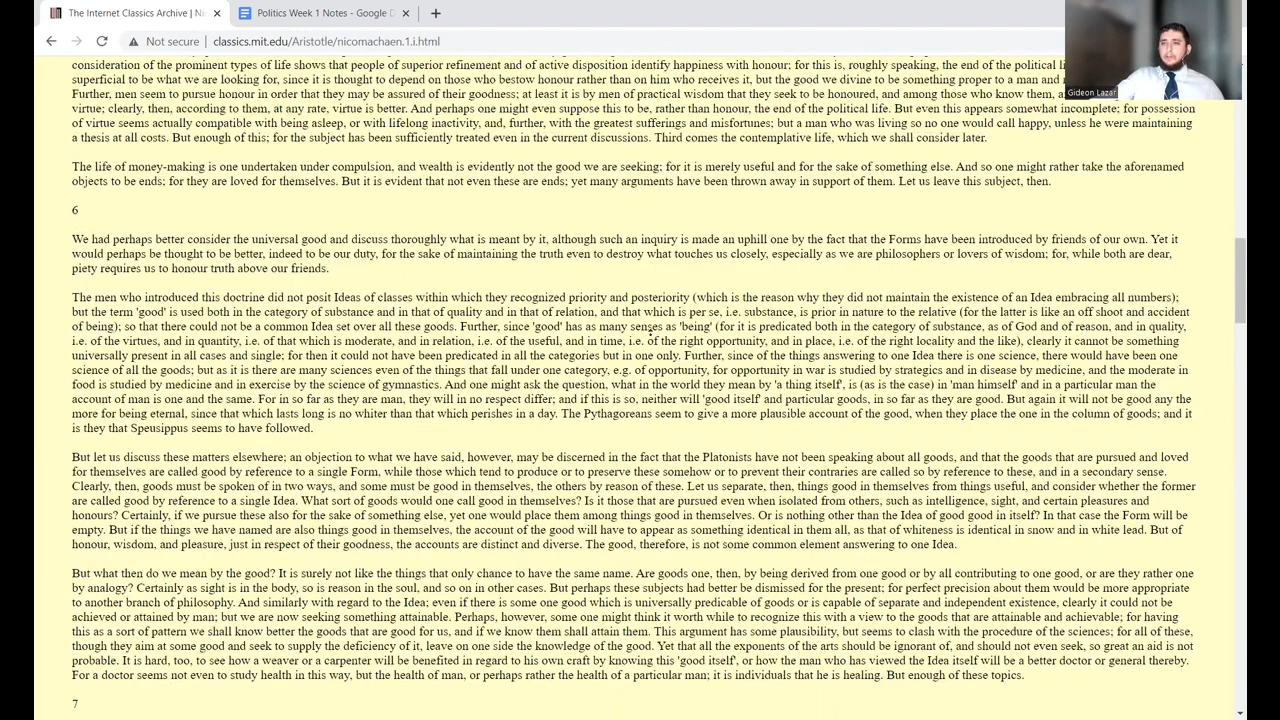 The Internet Classics Archive | Ni
Politics Week 1 Notes - Google D
Not secure
classics.mit.edu/Aristotle/nicomachaen.1.i.html
Gideon Lazar
consideration of the prominent types of life shows that people of superior refinement and of active disposition identify happiness with honour; for this is, roughly speaking, the end of the political li
superficial to be what we are looking for, since it is thought to depend on those who bestow honour rather than on him who receives it, but the good we divine to be something proper to a man and
Further, men seem to pursue honour in order that they may be assured of their goodness; at least it is by men of practical wisdom that they seek to be honoured, and among those who know them, a
virtue; clearly, then, according to them, at any rate, virtue is better. And perhaps one might even suppose this to be, rather than honour, the end of the political life. But even this appears somewhat incomplete; for possession
of virtue seems actually compatible with being asleep, or with lifelong inactivity, and, further, with the greatest sufferings and misfortunes; but a man who was living so no one would call happy, unless he were maintaining
a thesis at all costs. But enough of this; for the subject has been sufficiently treated even in the current discussions. Third comes the contemplative life, which we shall consider later.
The life of money-making is one undertaken under compulsion, and wealth is evidently not the good we are seeking; for it is merely useful and for the sake of something else. And so one might rather take the aforenamed
objects to be ends; for they are loved for themselves. But it is evident that not even these are ends; yet many arguments have been thrown away in support of them. Let us leave this subject, then.
6
We had perhaps better consider the universal good and discuss thoroughly what is meant by it, although such an inquiry is made an uphill one by the fact that the Forms have been introduced by friends of our own. Yet it
would perhaps be thought to be better, indeed to be our duty, for the sake of maintaining the truth even to destroy what touches us closely, especially as we are philosophers or lovers of wisdom; for, while both are dear,
piety requires us to honour truth above our friends.
The men who introduced this doctrine did not posit Ideas of classes within which they recognized priority and posteriority (which is the reason why they did not maintain the existence of an Idea embracing all numbers);
but the term 'good' is used both in the category of substance and in that of quality and in that of relation, and that which is per se, i.e. substance, is prior in nature to the relative (for the latter is like an off shoot and accident
of being); so that there could not be a common Idea set over all these goods. Further, since 'good' has as many senses as 'being' (for it is predicated both in the category of substance, as of God and of reason, and in quality,
i.e. of the virtues, and in quantity, i.e. of that which is moderate, and in relation, i.e. of the useful, and in time, i.e. of the right opportunity, and in place, i.e. of the right locality and the like), clearly it cannot be something
universally present in all cases and single; for then it could not have been predicated in all the categories but in one only. Further, since of the things answering to one Idea there is one science, there would have been one
science of all the goods; but as it is there are many sciences even of the things that fall under one category, e.g. of opportunity, for opportunity in war is studied by strategics and in disease by medicine, and the moderate in
food is studied by medicine and in exercise by the science of gymnastics. And one might ask the question, what in the world they mean by 'a thing itself', is (as is the case) in 'man himself' and in a particular man the
account of man is one and the same. For in so far as they are man, they will in no respect differ; and if this is so, neither will 'good itself' and particular goods, in so far as they are good. But again it will not be good any the
more for being eternal, since that which lasts long is no whiter than that which perishes in a day. The Pythagoreans seem to give a more plausible account of the good, when they place the one in the column of goods; and it
is they that Speusippus seems to have followed.
But let us discuss these matters elsewhere; an objection to what we have said, however, may be discerned in the fact that the Platonists have not been speaking about all goods, and that the goods that are pursued and loved
for themselves are called good by reference to a single Form, while those which tend to produce or to preserve these somehow or to prevent their contraries are called so by reference to these, and in a secondary sense.
Clearly, then, goods must be spoken of in two ways, and some must be good in themselves, the others by reason of these. Let us separate, then, things good in themselves from things useful, and consider whether the former
are called good by reference to a single Idea. What sort of goods would one call good in themselves? Is it those that are pursued even when isolated from others, such as intelligence, sight, and certain pleasures and
honours? Certainly, if we pursue these also for the sake of something else, yet one would place them among things good in themselves. Or is nothing other than the Idea of good good in itself? In that case the Form will be
empty. But if the things we have named are also things good in themselves, the account of the good will have to appear as something identical in them all, as that of whiteness is identical in snow and in white lead. But of
honour, wisdom, and pleasure, just in respect of their goodness, the accounts are distinct and diverse. The good, therefore, is not some common element answering to one Idea.
But what then do we mean by the good? It is surely not like the things that only chance to have the same name. Are goods one, then, by being derived from one good or by all contributing to one good, or are they rather one
by analogy? Certainly as sight is in the body, so is reason in the soul, and so on in other cases. But perhaps these subjects had better be dismissed for the present; for perfect precision about them would be more appropriate
to another branch of philosophy. And similarly with regard to the Idea; even if there is some one good which is universally predicable of goods or is capable of separate and independent existence, clearly it could not be
achieved or attained by man; but we are now seeking something attainable. Perhaps, however, some one might think it worth while to recognize this with a view to the goods that are attainable and achievable; for having
this as a sort of pattern we shall know better the goods that are good for us, and if we know them shall attain them. This argument has some plausibility, but seems to clash with the procedure of the sciences; for all of these,
though they aim at some good and seek to supply the deficiency of it, leave on one side the knowledge of the good. Yet that all the exponents of the arts should be ignorant of, and should not even seek, so great an aid is not
probable. It is hard, too, to see how a weaver or a carpenter will be benefited in regard to his own craft by knowing this 'good itself', or how the man who has viewed the Idea itself will be a better doctor or general thereby.
For a doctor seems not even to study health in this way, but the health of man, or perhaps rather the health of a particular man; it is individuals that he is healing. But enough of these topics.
7